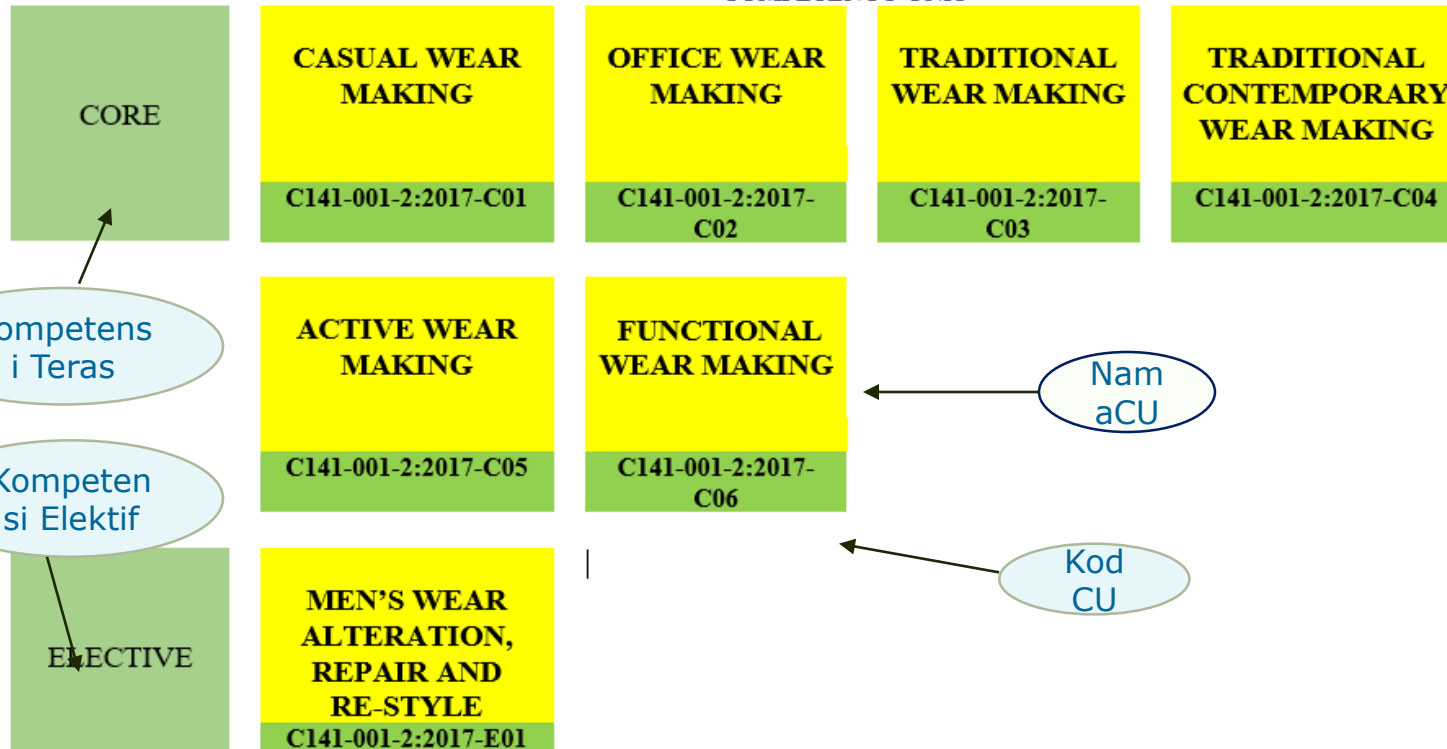 CORE
CASUAL WEAR
MAKING
C141-001-2:2017-C01
OFFICE WEAR
MAKING
C141-001-2:2017-
C02
TRADITIONAL
WEAR MAKING
C141-001-2:2017-
C03
TRADITIONAL
CONTEMPORARY
WEAR MAKING
C141-001-2:2017-C04
ompetens
i Teras
ACTIVE WEAR
MAKING
C141-001-2:2017-C05
FUNCTIONAL
WEAR MAKING
C141-001-2:2017-
C06
Nam
aCU
Kompeten
si Elektif
Kod
CU
ELECTIVE
MEN’S WEAR
ALTERATION,
REPAIR AND
RE-STYLE
C141-001-2:2017-E01